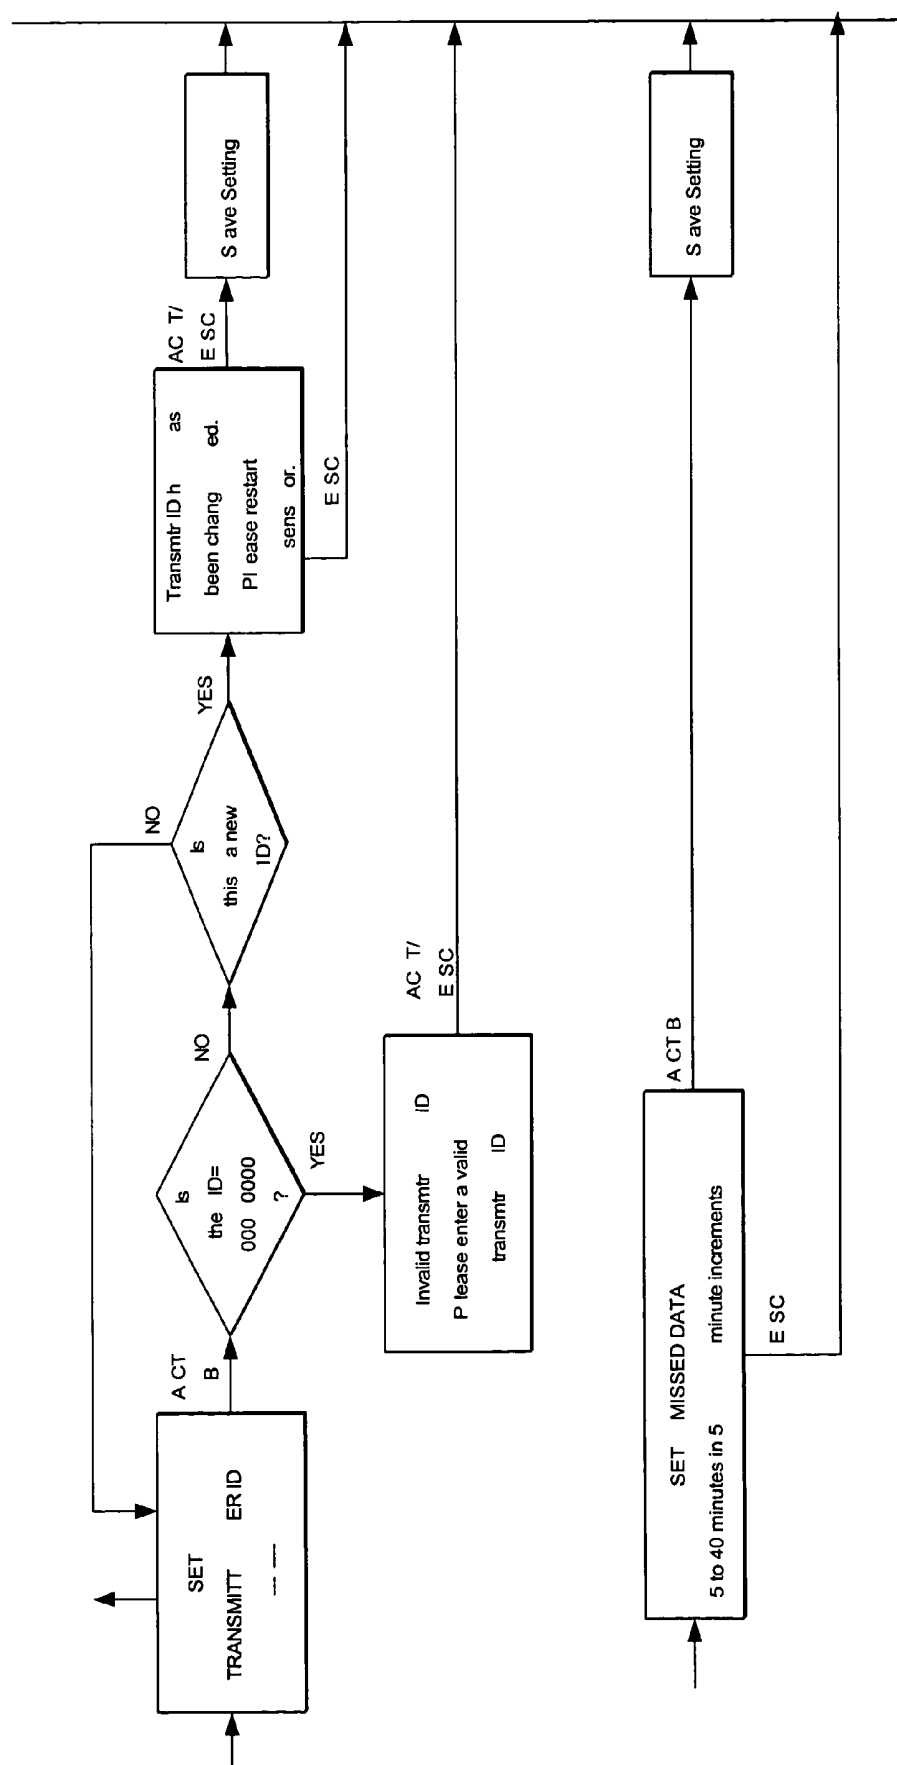 SET
TRANSMITT ER ID
--- ---
A CT
B
Is
the ID=
000 0000
?
NO
YES
Is
this a new
ID?
NO
YES
Transmtr ID h as
been chang ed.
Pl ease restart
sens or.
AC T/
E SC
E SC
S ave Setting
Invalid transmtr ID
P lease enter a valid
transmtr ID
AC T/
E SC
SET MISSED DATA
5 to 40 minutes in 5 minute increments
A CT B
E SC
S ave Setting